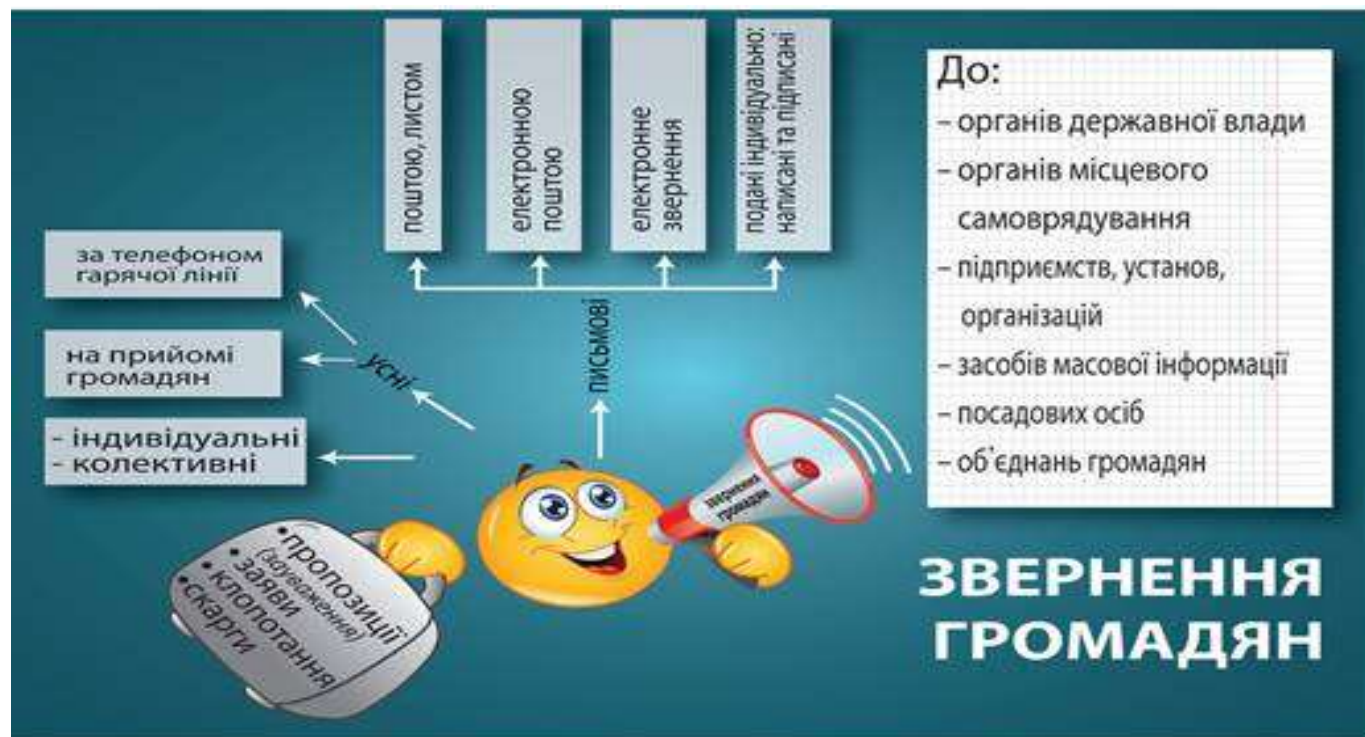 поштою, листом
електронною
поштою
електронне
звернення
подані індивідуально:
написані та підписані
письмові
за телефоном
гарячої лінії
на прийомі
громадян
усні
- індивідуальні
- колективні
•пропозиції
(зауваження)
•заяви
•клопотання
•скарги
звернення
громадян
До:
– органів державної влади
– органів місцевого
самоврядування
– підприємств, установ,
організацій
– засобів масової інформації
– посадових осіб
– об'єднань громадян
ЗВЕРНЕННЯ
ГРОМАДЯН